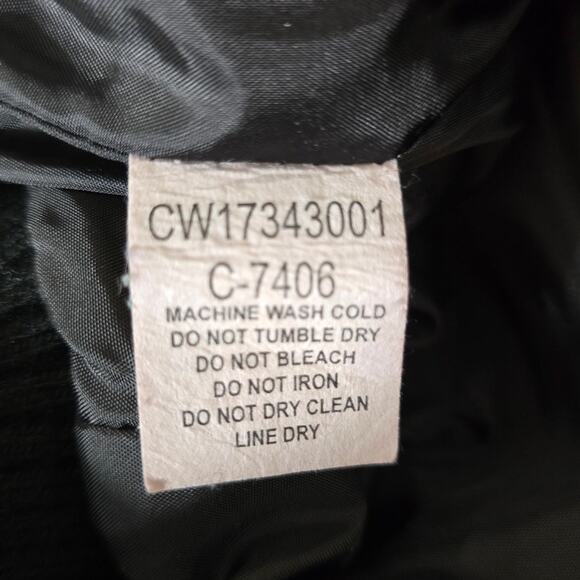 CW17343001
C-7406
MACHINE WASH COLD
DO NOT TUMBLE DRY
DO NOT BLEACH
DO NOT IRON
DO NOT DRY CLEAN
LINE DRY